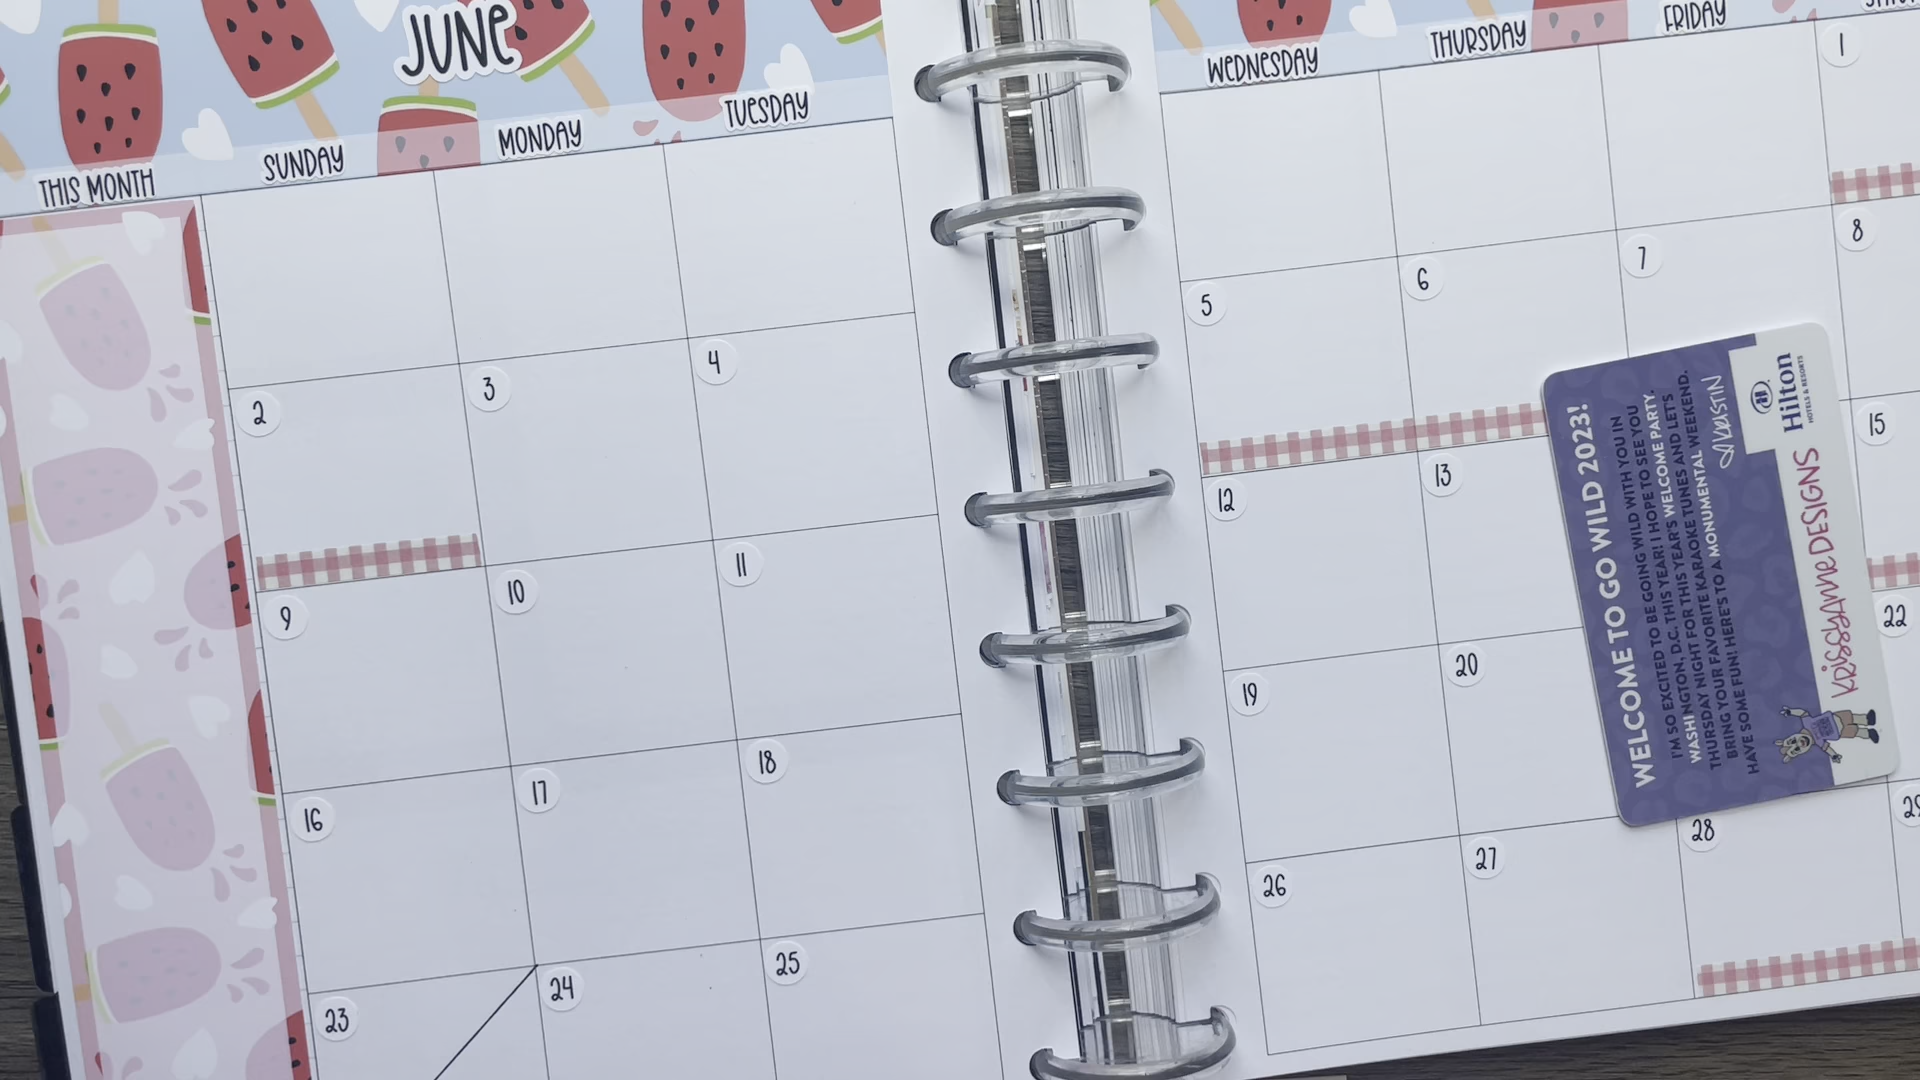 JUNE
THIS MONTH
SUNDAY
MONDAY
TUESDAY
WEDNESDAY
THURSDAY
FRIDAY
1
2
3
4
5
6
7
8
9
10
11
12
13
15
16
17
18
19
20
22
23
24
25
26
27
28
29
WELCOME TO GO WILD 2023!
I'M SO EXCITED TO BE GOING WILD WITH YOU IN
WASHINGTON, D.C. THIS YEAR! I HOPE TO SEE YOU
THURSDAY NIGHT FOR THIS YEAR'S WELCOME PARTY.
BRING YOUR FAVORITE KARAOKE TUNES AND LET'S
HAVE SOME FUN! HERE'S TO A MONUMENTAL WEEKEND.
KRISTIN
Hilton
HOTELS & RESORTS
KRISSYANNE DESIGNS